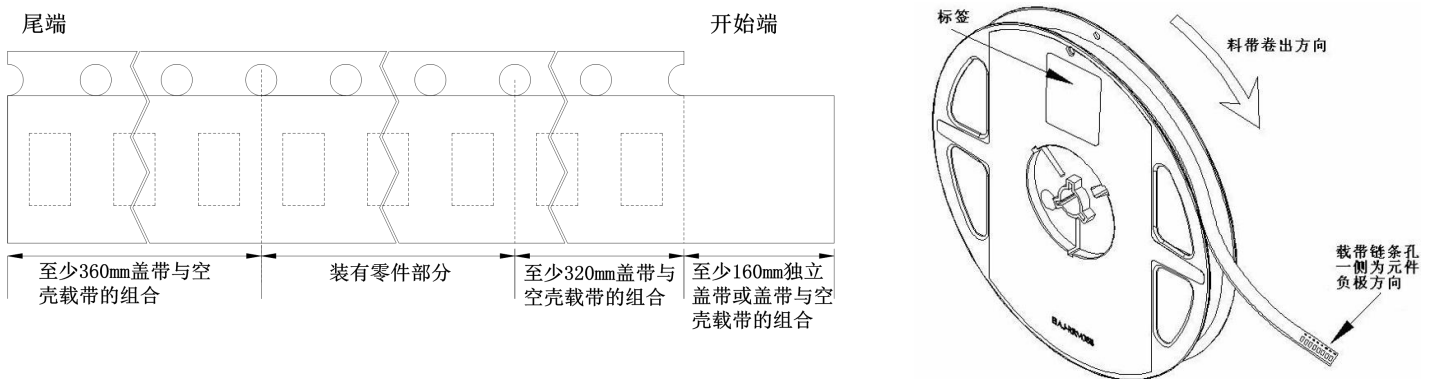 尾端
开始端
至少360mm盖带与空
壳载带的组合
装有零件部分
至少320mm盖带与
空壳载带的组合
至少160mm独立
盖带或盖带与空
壳载带的组合
标签
料带卷出方向
载带链条孔
一侧为元件
负极方向